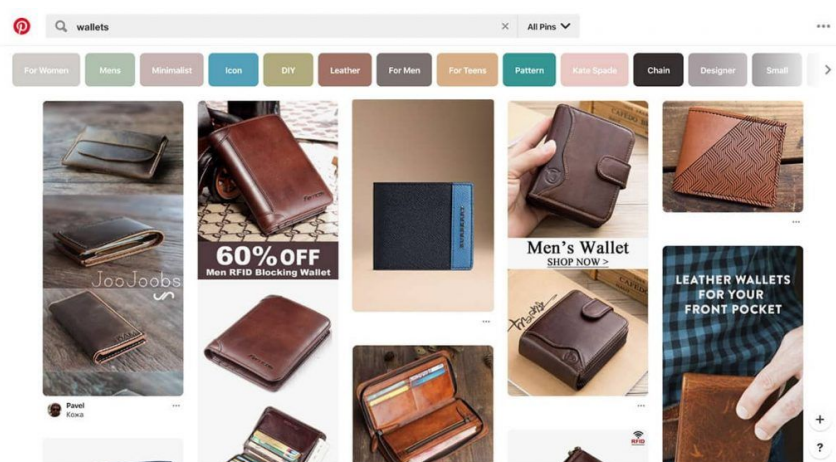 wallets
All Pins
For Women
Mens
Minimalist
Icon
DIY
Leather
For Men
For Teens
Pattern
Kate Spade
Chain
Designer
Small
JooJoobs
Pavel
Кожа
60% OFF
Men RFID Blocking Wallet
BURBERRY
Men's Wallet
SHOP NOW >
RFID
LEATHER WALLETS
FOR YOUR
FRONT POCKET
+
?